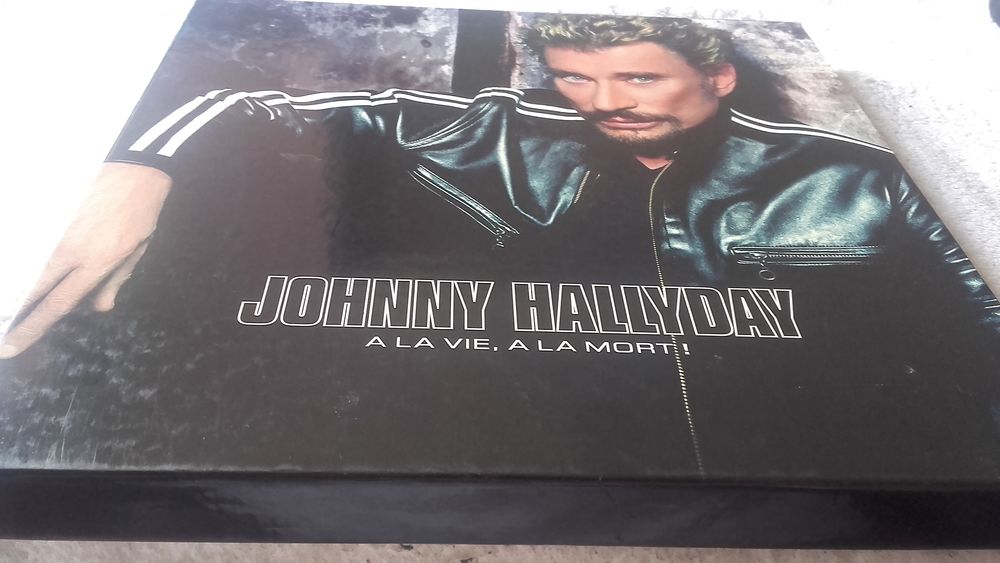 JOHNNY HALLYDAY
A LA VIE, A LA MORT !